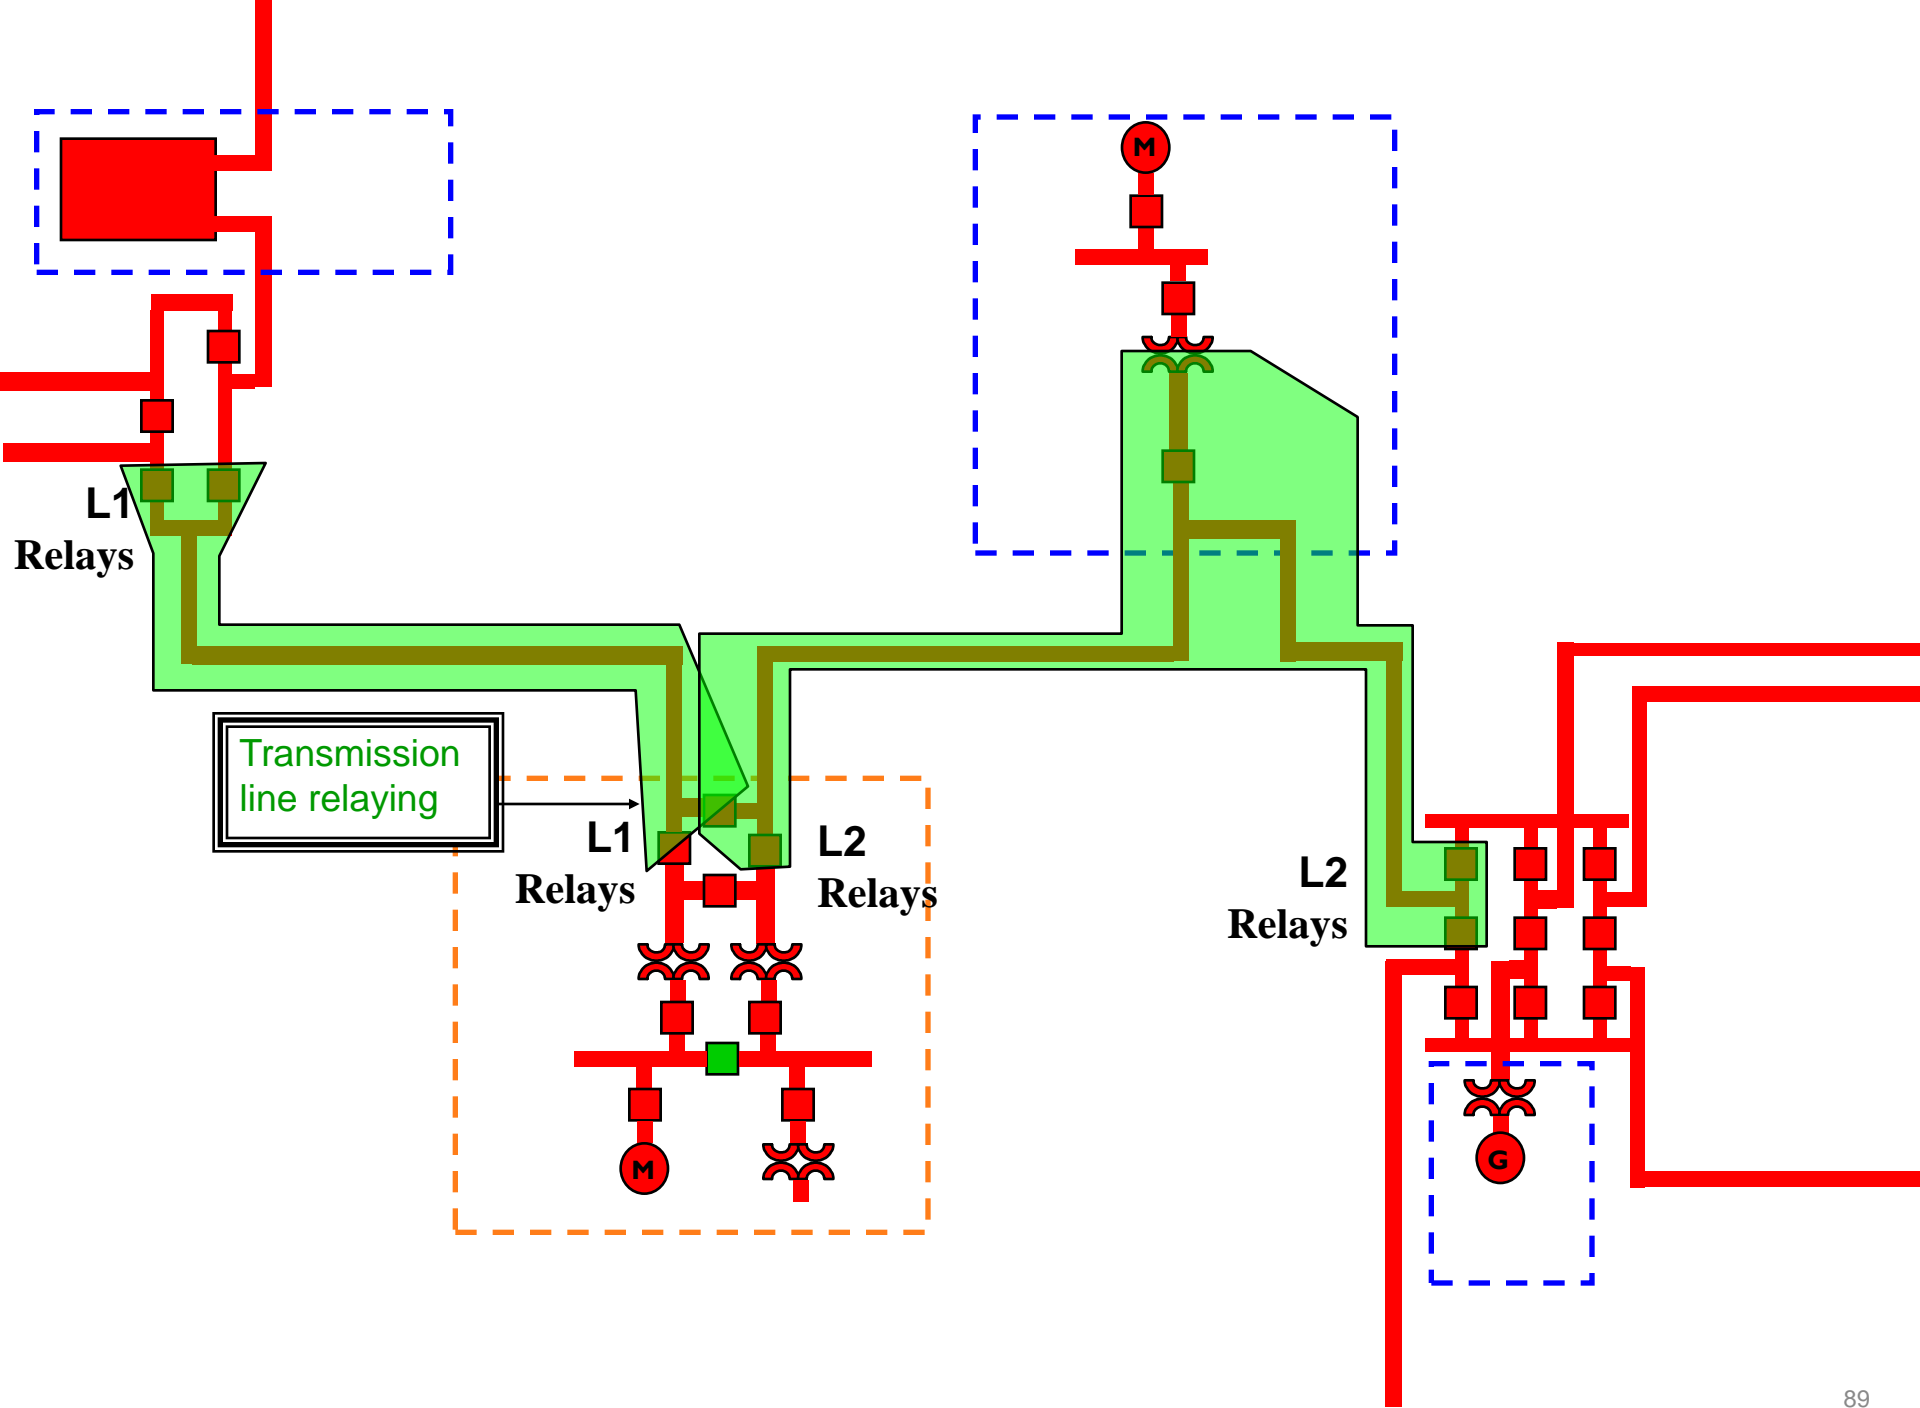 M
L1
Relays
Transmission
line relaying
L1
Relays
L2
Relays
L2
Relays
M
G
89